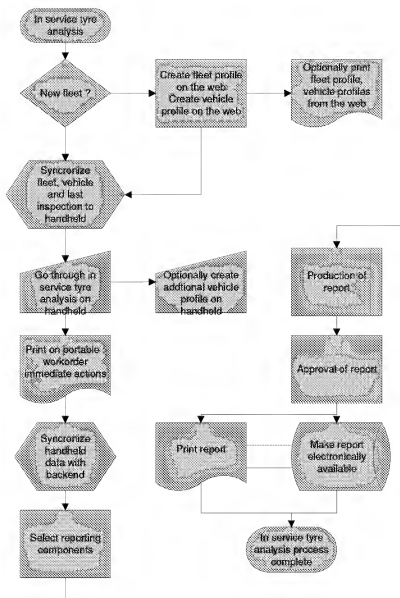 In service tyre
analysis
New fleet ?
Create fleet profile
on the web
Create vehicle
profile on the web
Optionally print
fleet profile,
vehicle profiles
from the web
Syncronize
fleet, vehicle
and last
inspection to
handheld
Go through in
service tyre
analysis on
handheld
Optionally create
addtional vehicle
profile on
handheld
Print on portable
workorder
immediate actions
Syncronize
handheld
data with
backend
Select reporting
components
Production of
report
Approval of report
Print report
Make report
electronically
available
In service tyre
analysis process
complete